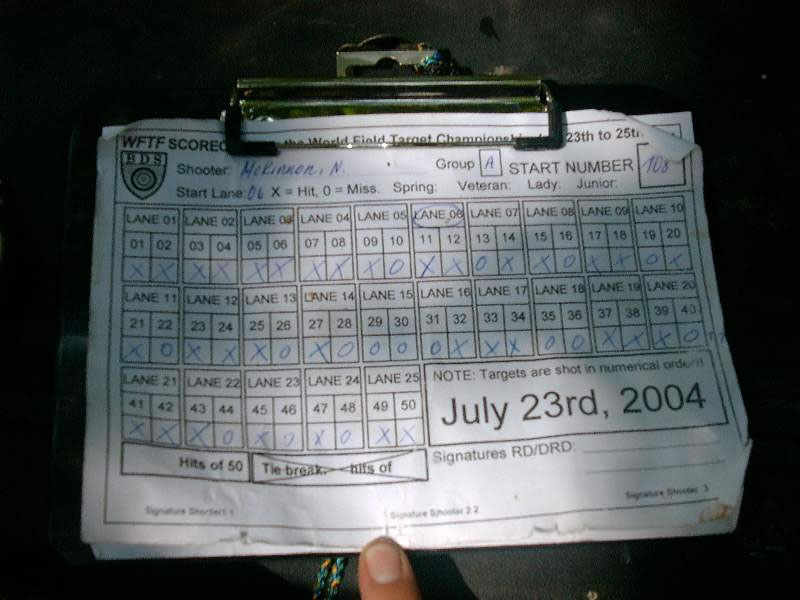 WFTF SCOREC the World Field Target Champions 23th to 25th
BDS
Shooter: McKinnon, N. Group A START NUMBER 108
Start Lane: 06 X = Hit, 0 = Miss. Spring: Veteran: Lady: Junior:
LANE 01 LANE 02 LANE 03 LANE 04 LANE 05 LANE 06 LANE 07 LANE 08 LANE 09 LANE 10
01 02 03 04 05 06 07 08 09 10 11 12 13 14 15 16 17 18 19 20
X X X X X X X X X O X X O X X O X X O X
LANE 11 LANE 12 LANE 13 LANE 14 LANE 15 LANE 16 LANE 17 LANE 18 LANE 19 LANE 20
21 22 23 24 25 26 27 28 29 30 31 32 33 34 35 36 37 38 39 40
X O X X X O X O O O O X X X O O X X X O
LANE 21 LANE 22 LANE 23 LANE 24 LANE 25
41 42 43 44 45 46 47 48 49 50
X X X O X O X O X X
NOTE: Targets are shot in numerical order!!
July 23rd, 2004
Hits of 50 Tie break. hits of
Signatures RD/DRD:
Signature Shooter 1 Signature Shooter 2 2 Signature Shooter 3